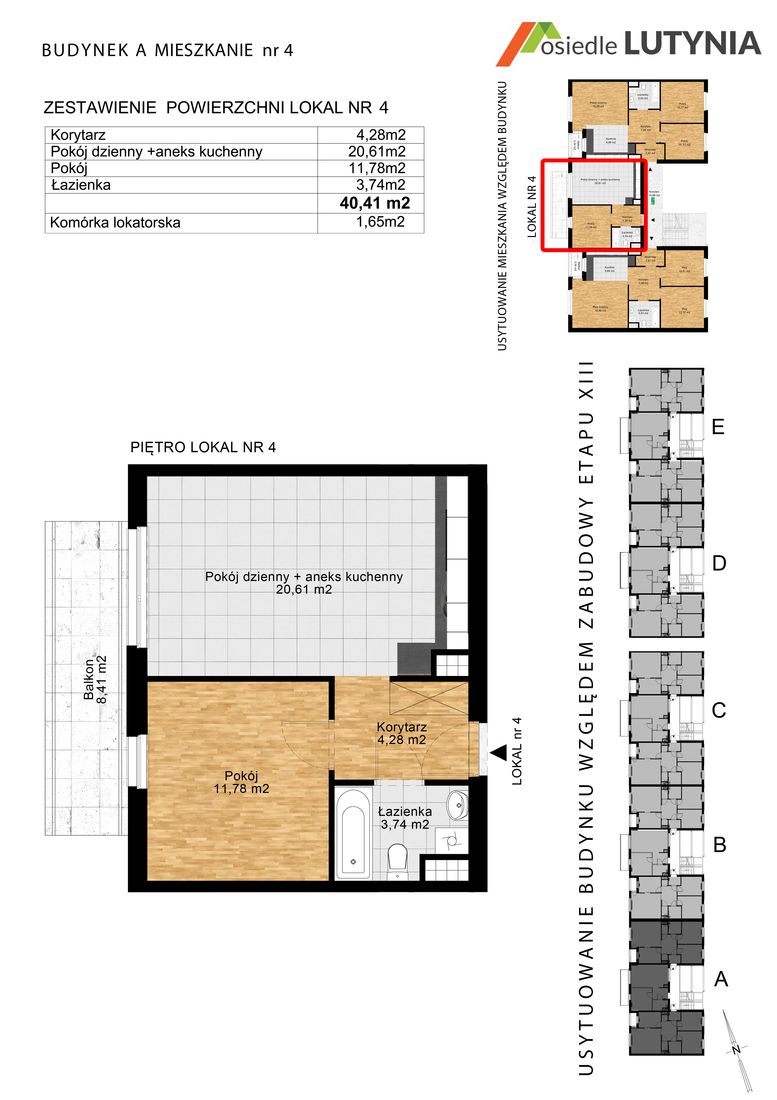 BUDYNEK A MIESZKANIE nr 4
osiedle LUTYNIA
ZESTAWIENIE POWIERZCHNI LOKAL NR 4
Korytarz 4,28m2
Pokój dzienny +aneks kuchenny 20,61m2
Pokój 11,78m2
Łazienka 3,74m2
40,41 m2
Komórka lokatorska 1,65m2
USYTUOWANIE MIESZKANIA WZGLĘDEM BUDYNKU
LOKAL NR 4
PIĘTRO LOKAL NR 4
Pokój dzienny + aneks kuchenny
20,61 m2
Balkon
8,41 m2
Korytarz
4,28 m2
LOKAL nr 4
Pokój
11,78 m2
Łazienka
3,74 m2
USYTUOWANIE BUDYNKU WZGLĘDEM ZABUDOWY ETAPU XIII
E
D
C
B
A
N